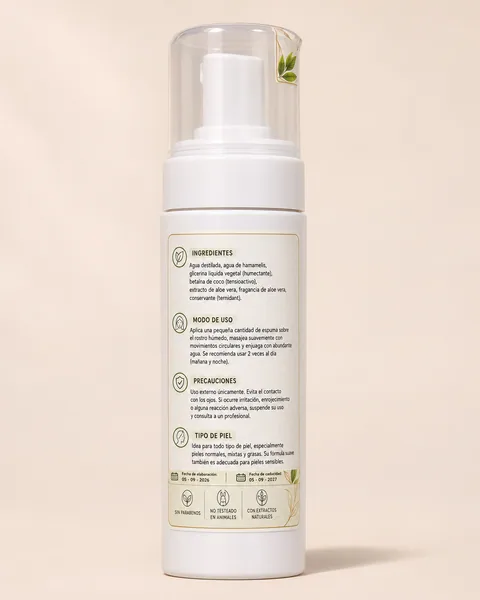 INGREDIENTES
Agua destilada, agua de hamamelis,
glicerina líquida vegetal (humectante),
betaína de coco (tensioactivo),
extracto de aloe vera, fragancia de aloe vera,
conservante (ternidant).
MODO DE USO
Aplica una pequeña cantidad de espuma sobre
el rostro húmedo, masajea suavemente con
movimientos circulares y enjuaga con abundante
agua. Se recomienda usar 2 veces al día
(mañana y noche).
PRECAUCIONES
Uso externo únicamente. Evita el contacto
con los ojos. Si ocurre irritación, enrojecimiento
o alguna reacción adversa, suspende su uso
y consulta a un profesional.
TIPO DE PIEL
Idea para todo tipo de piel, especialmente
pieles normales, mixtas y grasas. Su formula suave
también es adecuada para pieles sensibles.
Fecha de elaboración:
05 - 09 - 2026
Fecha de caducidad:
05 - 09 - 2027
SIN PARABENOS
NO TESTEADO
EN ANIMALES
CON EXTRACTOS
NATURALES